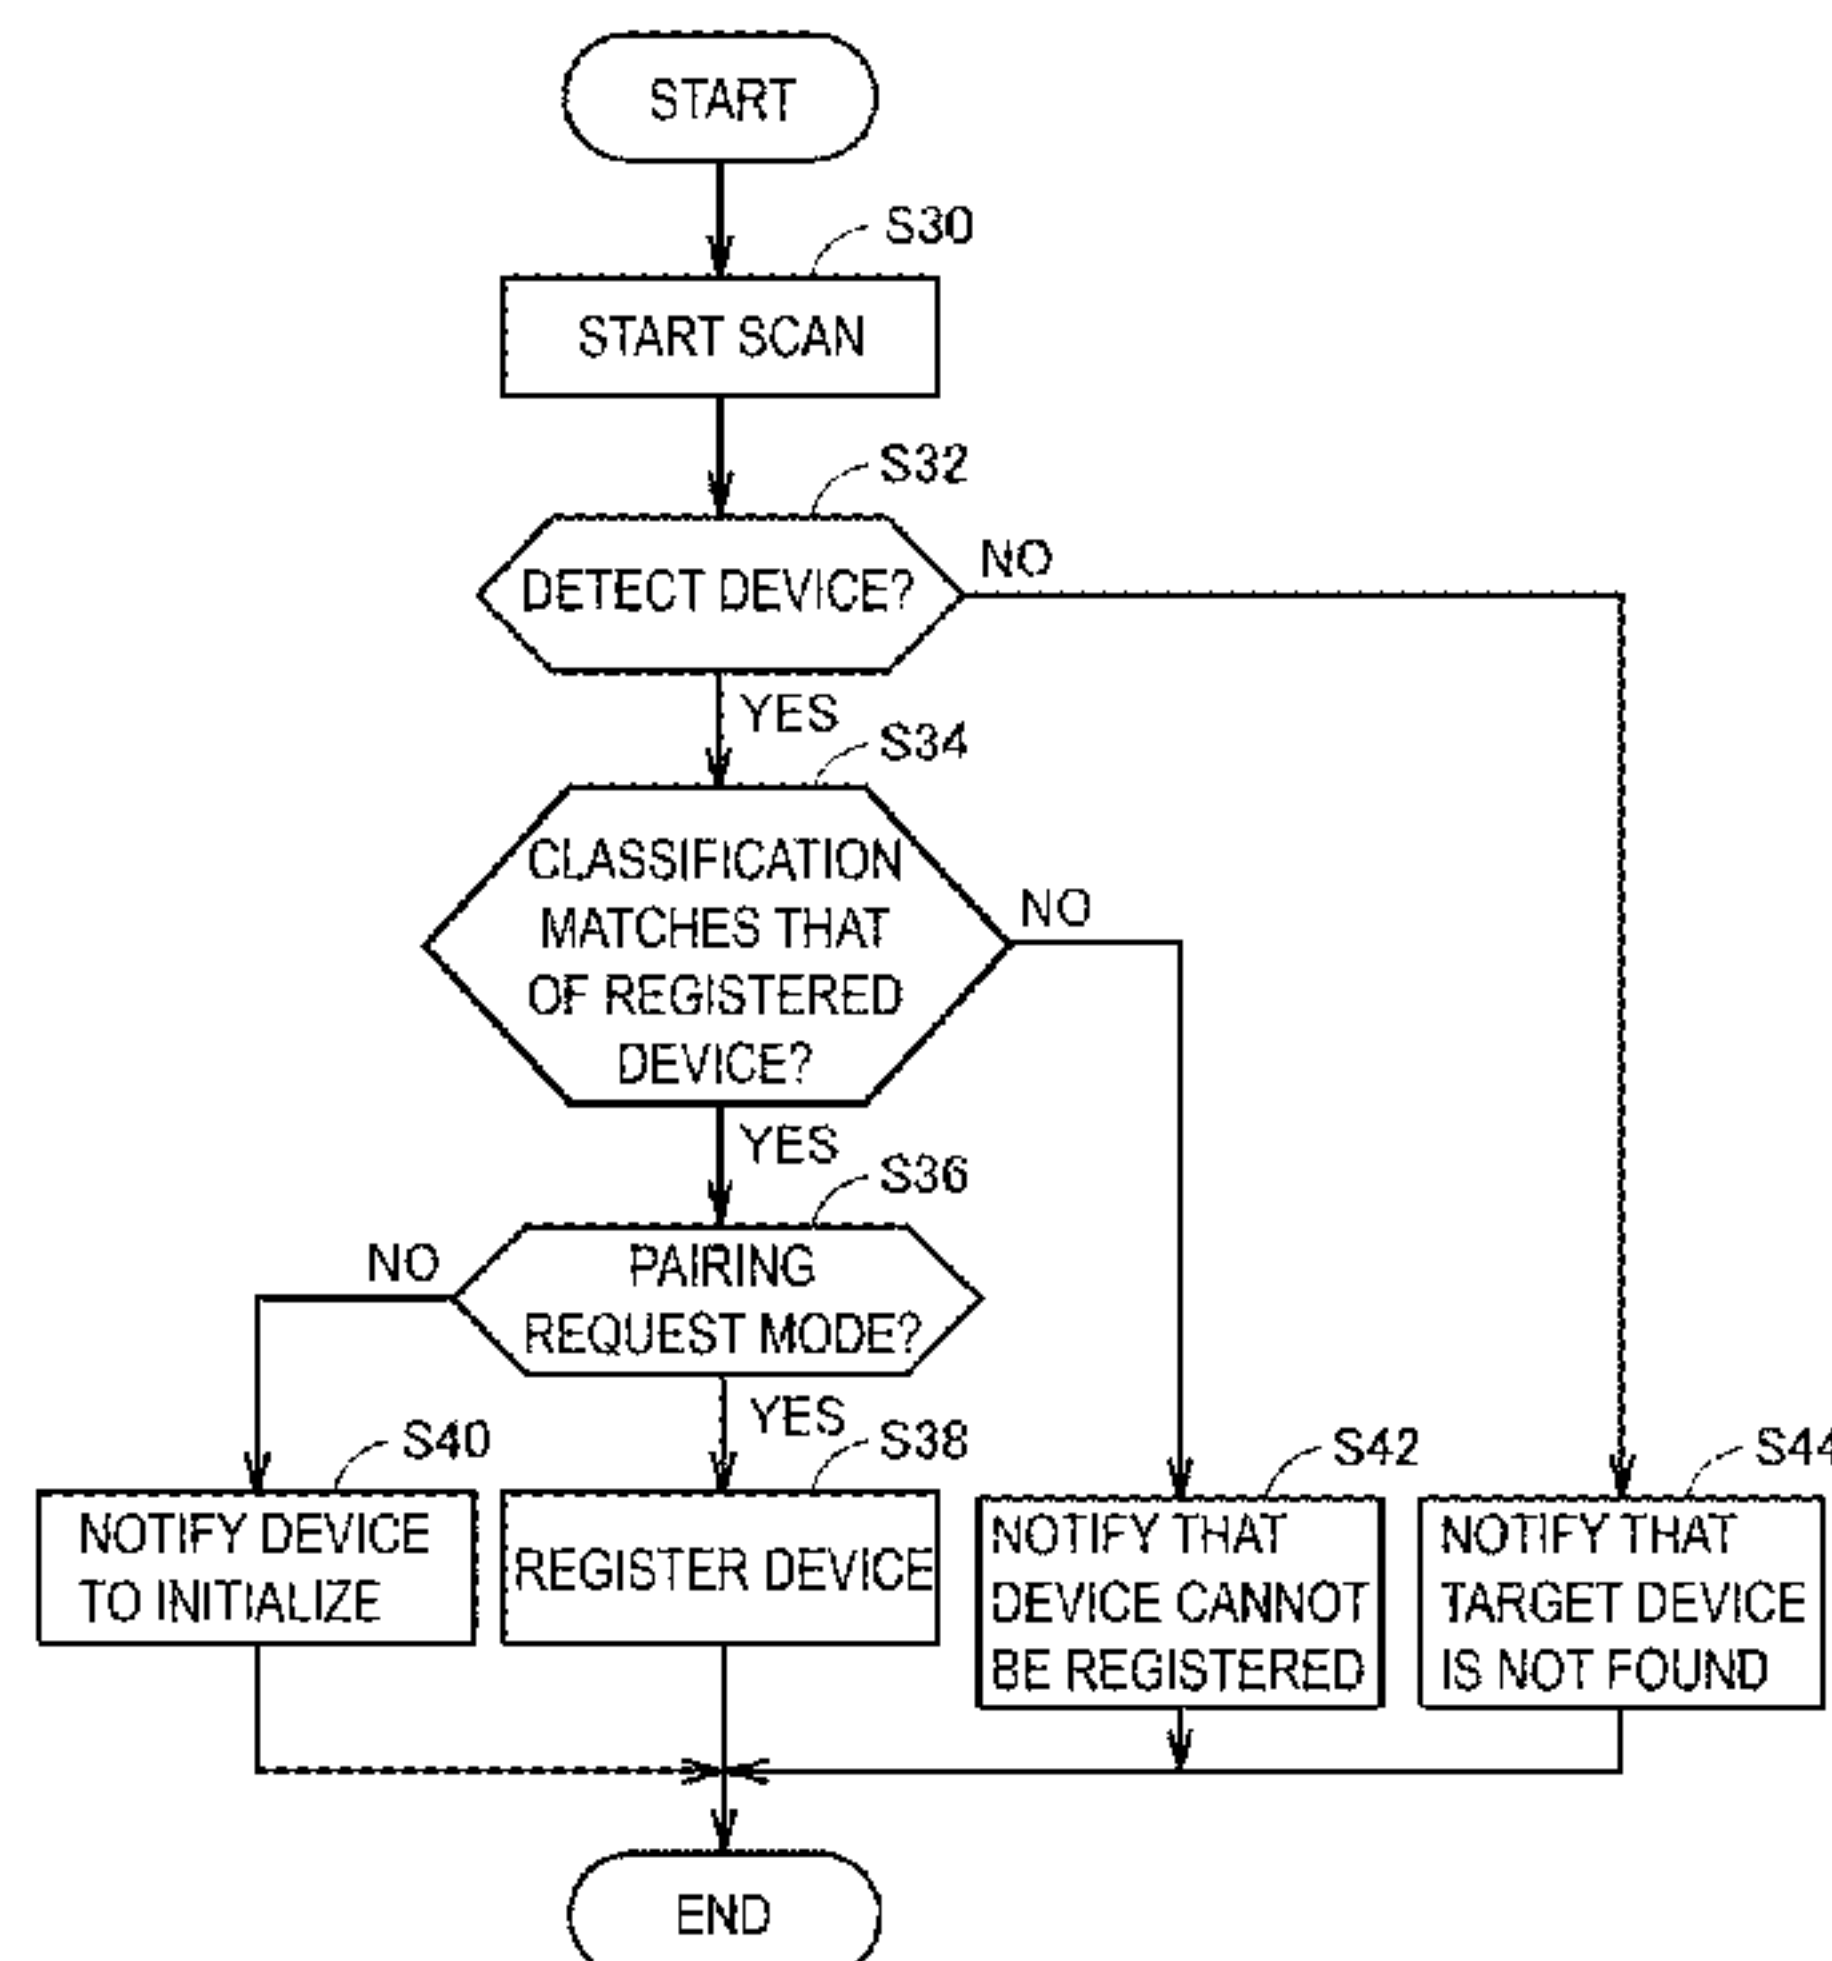 START
S30
START SCAN
S32
DETECT DEVICE?
NO
YES
S34
CLASSIFICATION
MATCHES THAT
OF REGISTERED
DEVICE?
NO
YES
S36
PAIRING
REQUEST MODE?
NO
YES
S40
NOTIFY DEVICE
TO INITIALIZE
S38
REGISTER DEVICE
S42
NOTIFY THAT
DEVICE CANNOT
BE REGISTERED
S44
NOTIFY THAT
TARGET DEVICE
IS NOT FOUND
END